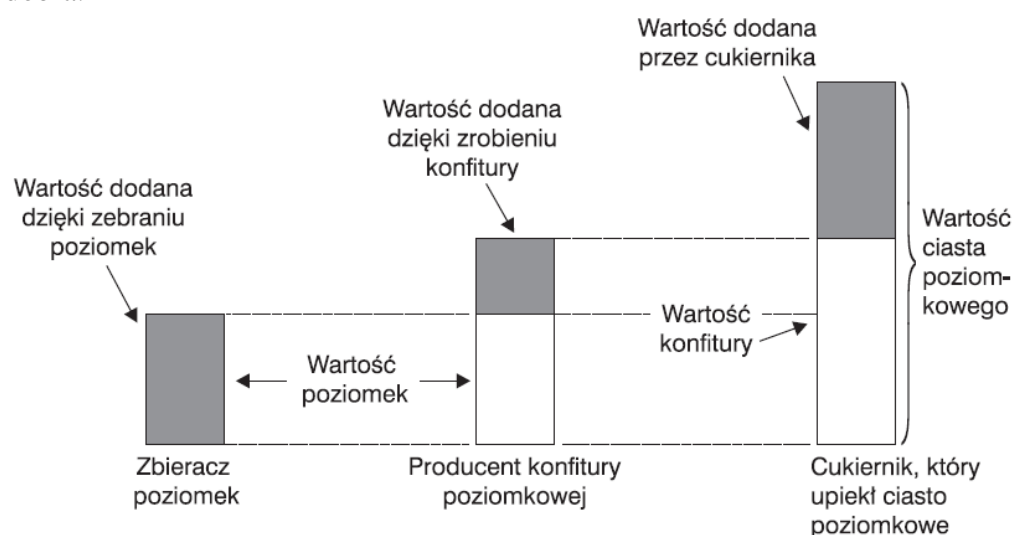 Wartość dodana
przez cukiernika
Wartość dodana
dzięki zrobieniu
konfitury
Wartość dodana
dzięki zebraniu
poziomek
Wartość
ciasta
poziom-
kowego
Wartość
konfitury
Wartość
poziomek
Zbieracz
poziomek
Producent konfitury
poziomkowej
Cukiernik, który
upiekł ciasto
poziomkowe